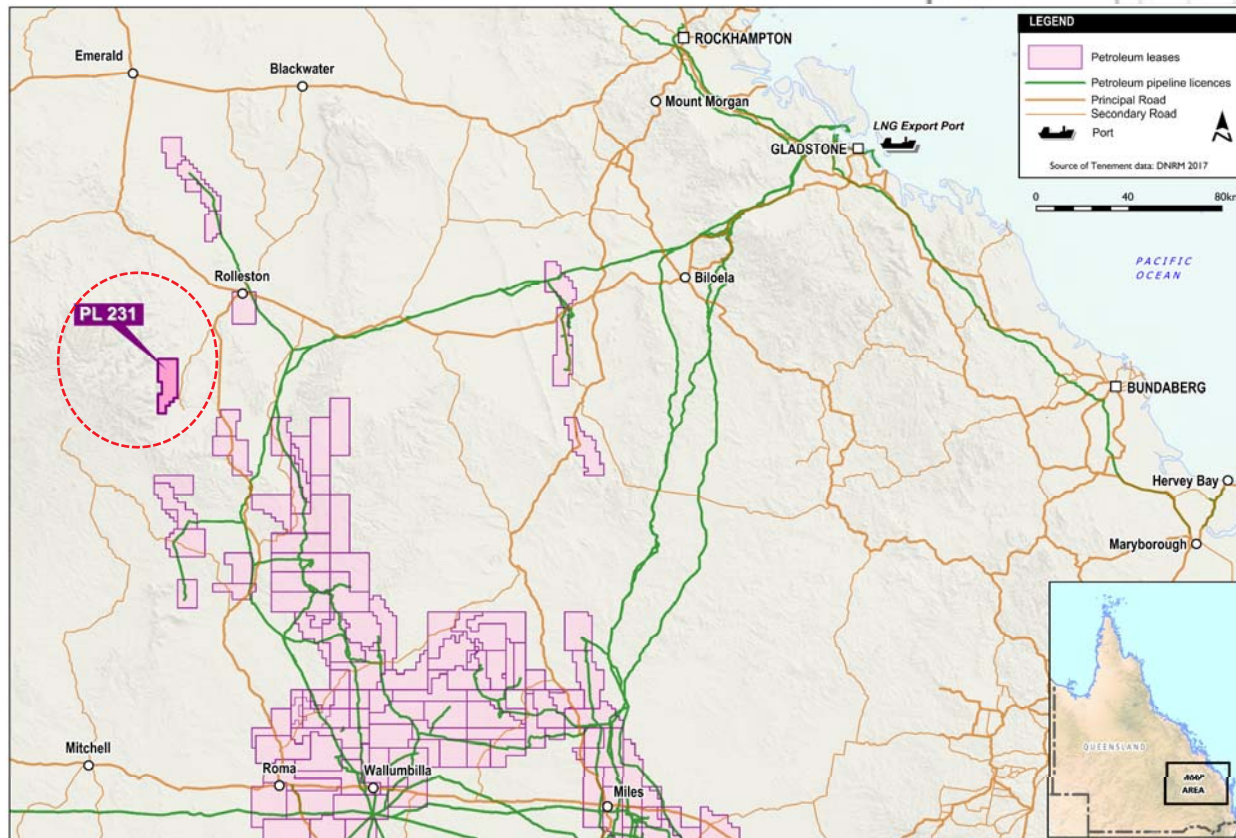 LEGEND
Petroleum leases
Petroleum pipeline licences
Principal Road
Secondary Road
Port
N
Source of Tenement data: DNRM 2017
0 40 80km
ROCKHAMPTON
Emerald
Blackwater
Mount Morgan
LNG Export Port
GLADSTONE
Rolleston
Biloela
PACIFIC
OCEAN
PL 231
BUNDABERG
Hervey Bay
Maryborough
Mitchell
Roma
Wallumbilla
Miles
QUEENSLAND
MAP
AREA